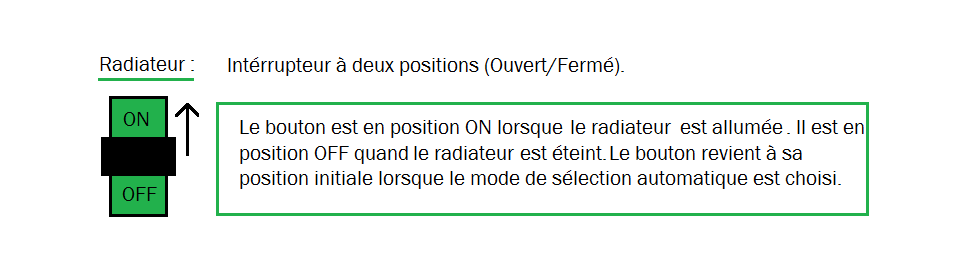 Radiateur : Intérrupteur à deux positions (Ouvert/Fermé).
ON
Le bouton est en position ON lorsque le radiateur est allumée. Il est en
position OFF quand le radiateur est éteint. Le bouton revient à sa
position initiale lorsque le mode de sélection automatique est choisi.
OFF